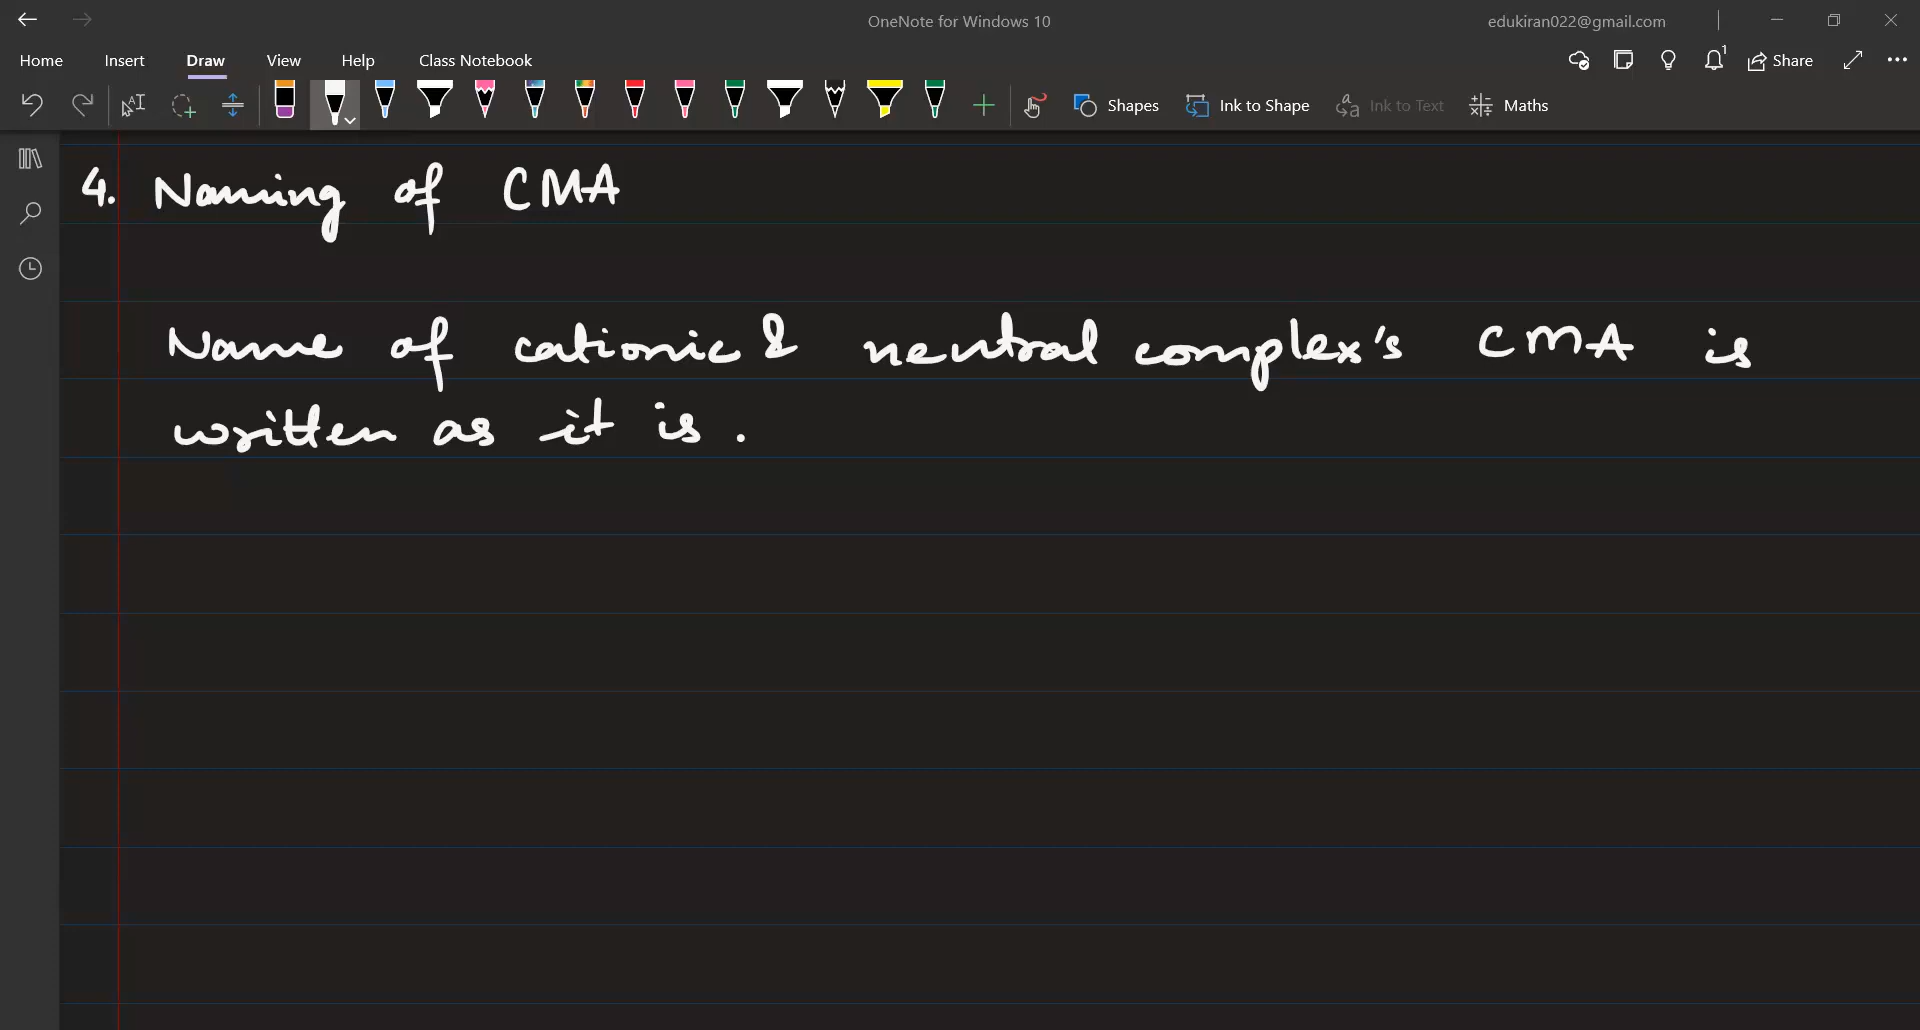 OneNote for Windows 10
edukiran022@gmail.com
Home Insert Draw View Help Class Notebook
1 Share
Shapes Ink to Shape Ink to Text Maths
4. Naming of CMA
Name of cationic & neutral complex's CMA is
written as it is.